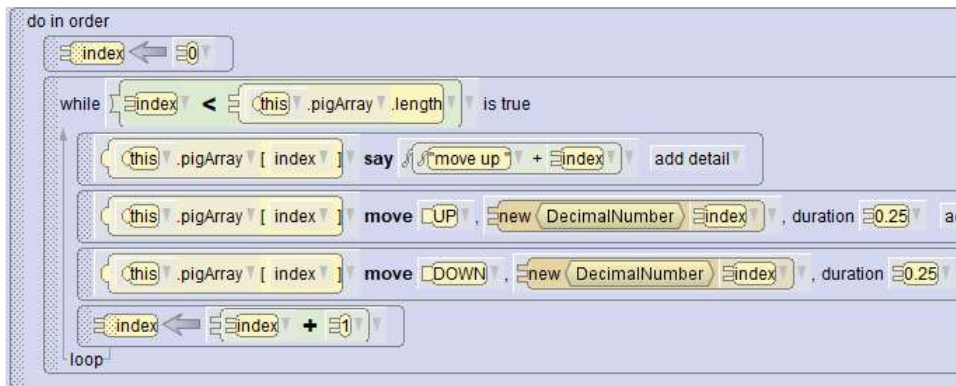 do in order
index 0
while index < this .pigArray .length is true
this .pigArray [ index ] say "move up " + index add detail
this .pigArray [ index ] move UP , new DecimalNumber index , duration 0.25
this .pigArray [ index ] move DOWN , new DecimalNumber index , duration 0.25
index index + 1
loop